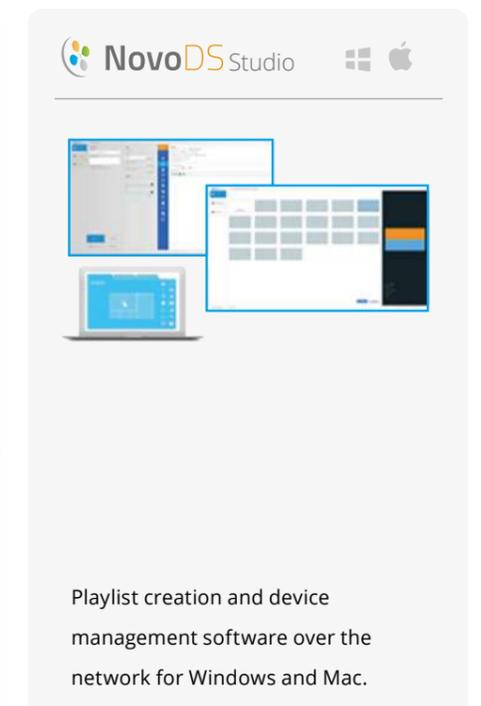 NovoDS Studio
Playlist creation and device
management software over the
network for Windows and Mac.